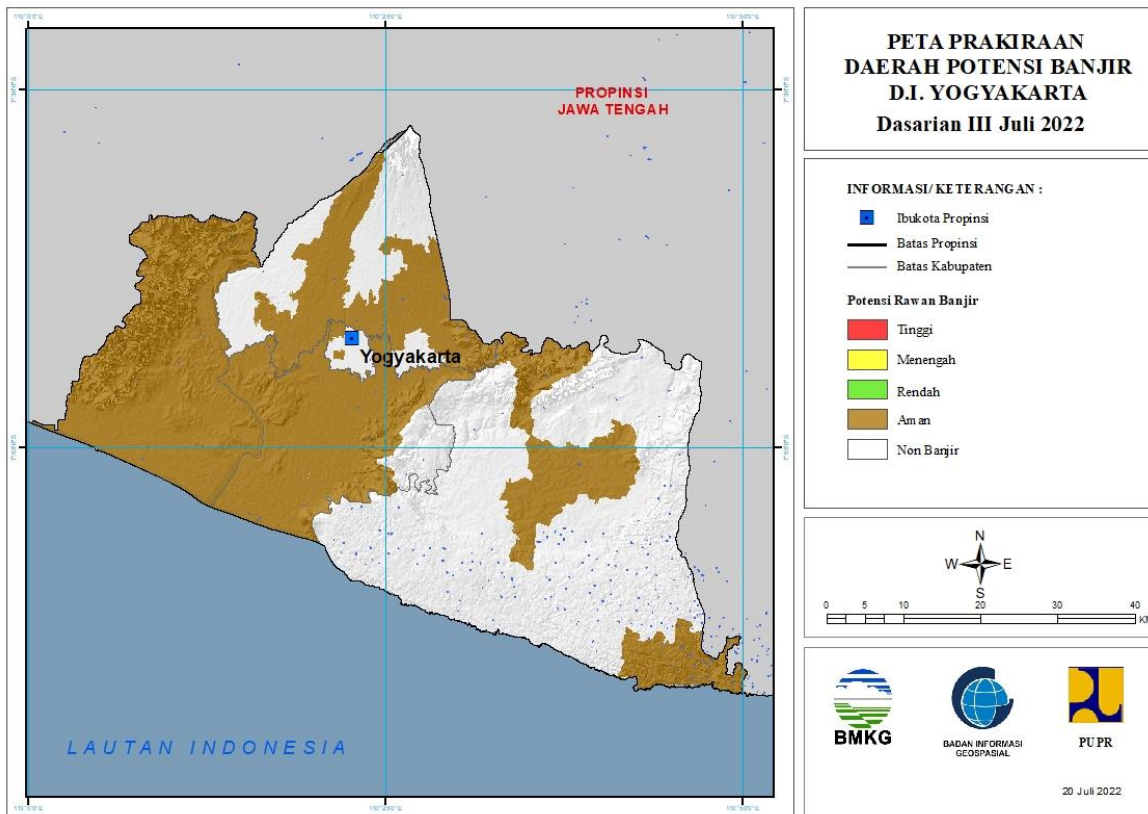 PROPINSI
JAWA TENGAH
Yogyakarta
LAUTAN INDONESIA
PETA PRAKIRAAN
DAERAH POTENSI BANJIR
D.I. YOGYAKARTA
Dasarian III Juli 2022
INFORMASI/ KETERANGAN :
Ibukota Propinsi
Batas Propinsi
Batas Kabupaten
Potensi Rawan Banjir
Tinggi
Menengah
Rendah
Aman
Non Banjir
N
W E
S
0 5 10 20 30 40
BMKG
BADAN INFORMASI
GEOSPASIAL
PUPR
20 Juli 2022